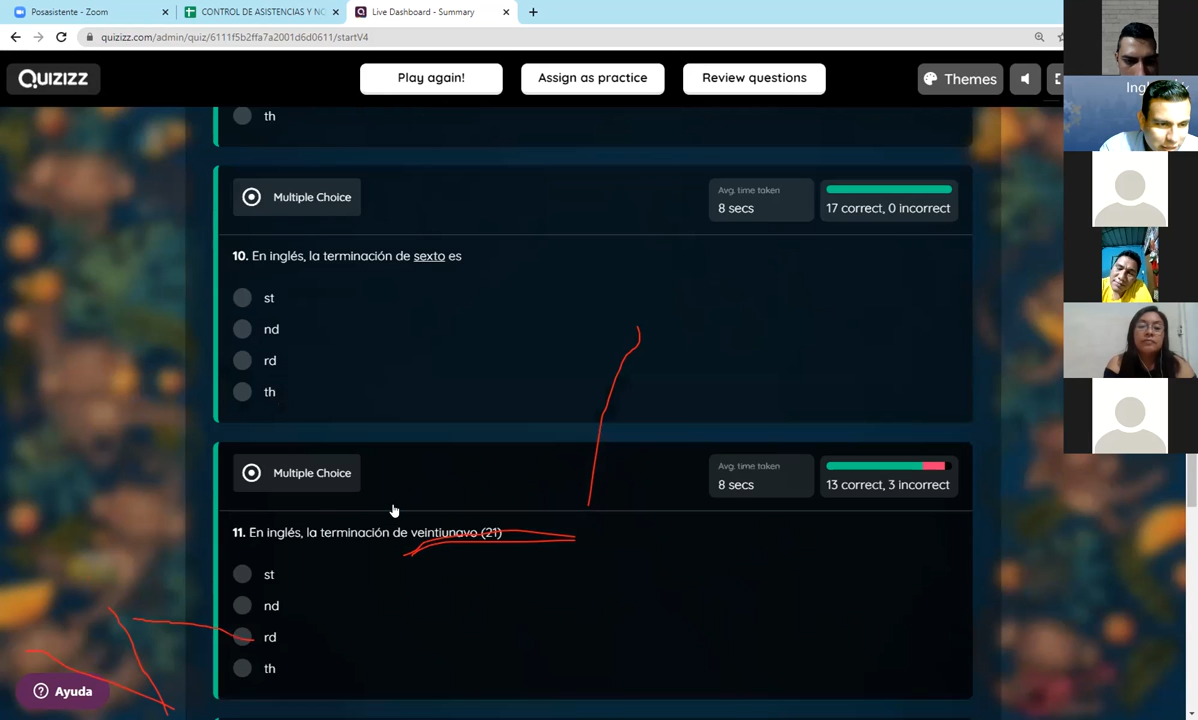 Posasistente - Zoom
CONTROL DE ASISTENCIAS Y NO
Live Dashboard - Summary
quizizz.com/admin/quiz/6111f5b2ffa7a2001d6d0611/startV4
QUIZIZZ
Play again!
Assign as practice
Review questions
Themes
th
Multiple Choice
Avg. time taken
8 secs
17 correct, 0 incorrect
10. En inglés, la terminación de sexto es
st
nd
rd
th
Multiple Choice
Avg. time taken
8 secs
13 correct, 3 incorrect
11. En inglés, la terminación de veintiunavo (21)
st
nd
rd
th
Ayuda